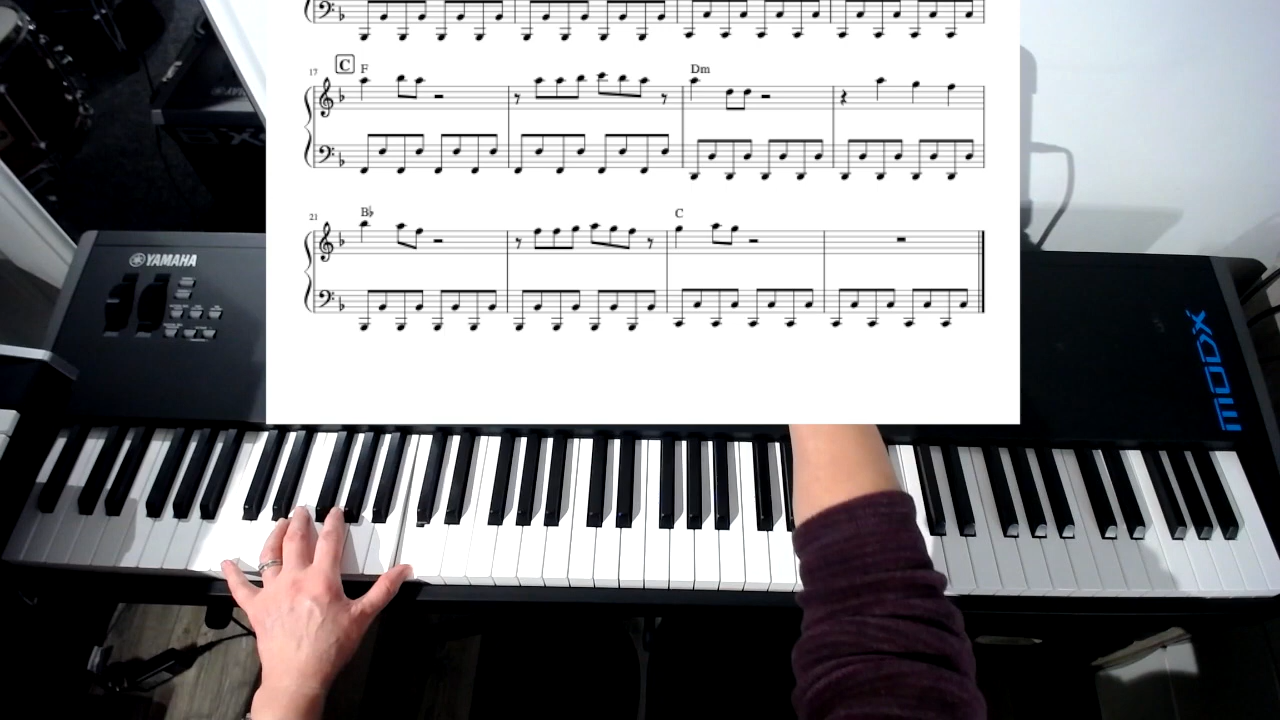 C
17 F Dm
21 B♭ C
YAMAHA
MODX